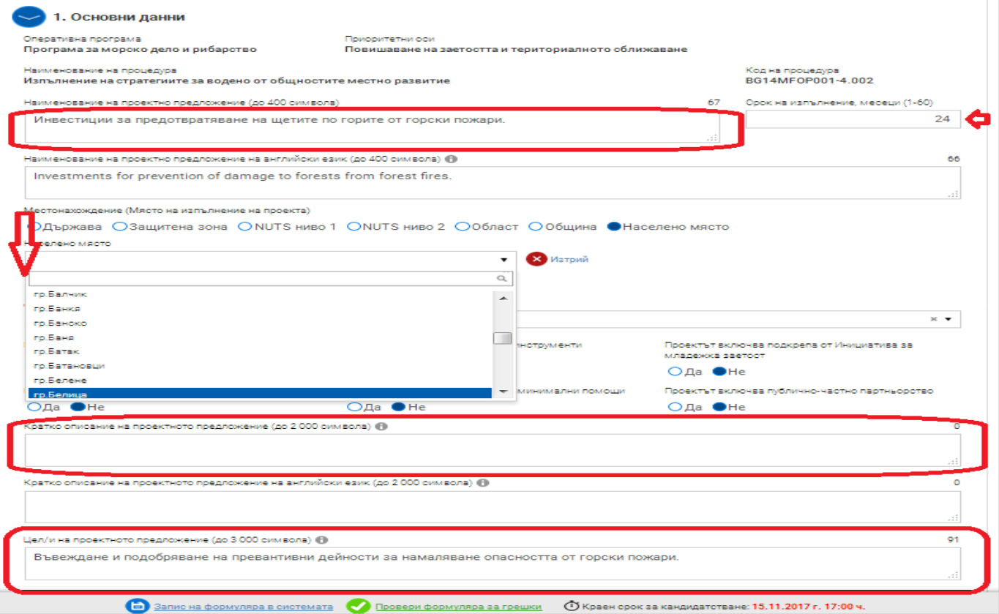 1. Основни данни
Оперативна програма Приоритетни оси
Програма за морско дело и рибарство Повишаване на заетостта и териториалното сближаване
Наименование на процедура Код на процедура
Изпълнение на стратегиите за водено от общностите местно развитие BG14MFOP001-4.002
Наименование на проектно предложение (до 400 символа) 67 Срок на изпълнение, месеци (1-60)
Инвестиции за предотвратяване на щетите по горите от горски пожари. 24
Наименование на проектно предложение на английски език (до 400 символа) 66
Investments for prevention of damage to forests from forest fires.
Местонахождение (Място на изпълнение на проекта)
Държава Защитена зона NUTS ниво 1 NUTS ниво 2 Област Община Населено място
Населено място
Изтрий
гр.Балчик
гр.Банкя
гр.Банско
гр.Баня
гр.Батак
гр.Батановци
гр.Белене
гр.Белица
инструменти Проектът включва подкрепа от Инициатива за
младежка заетост
Да Не
минимални помощи Проектът включва публично-частно партньорство
Да Не Да Не Да Не
Кратко описание на проектното предложение (до 2 000 символа) 0
Кратко описание на проектното предложение на английски език (до 2 000 символа) 0
Цел/и на проектното предложение (до 3 000 символа) 91
Въвеждане и подобряване на превантивни дейности за намаляване опасността от горски пожари.
Запис на формуляра в системата Провери формуляра за грешки Краен срок за кандидатстване: 15.11.2017 г. 17:00 ч.